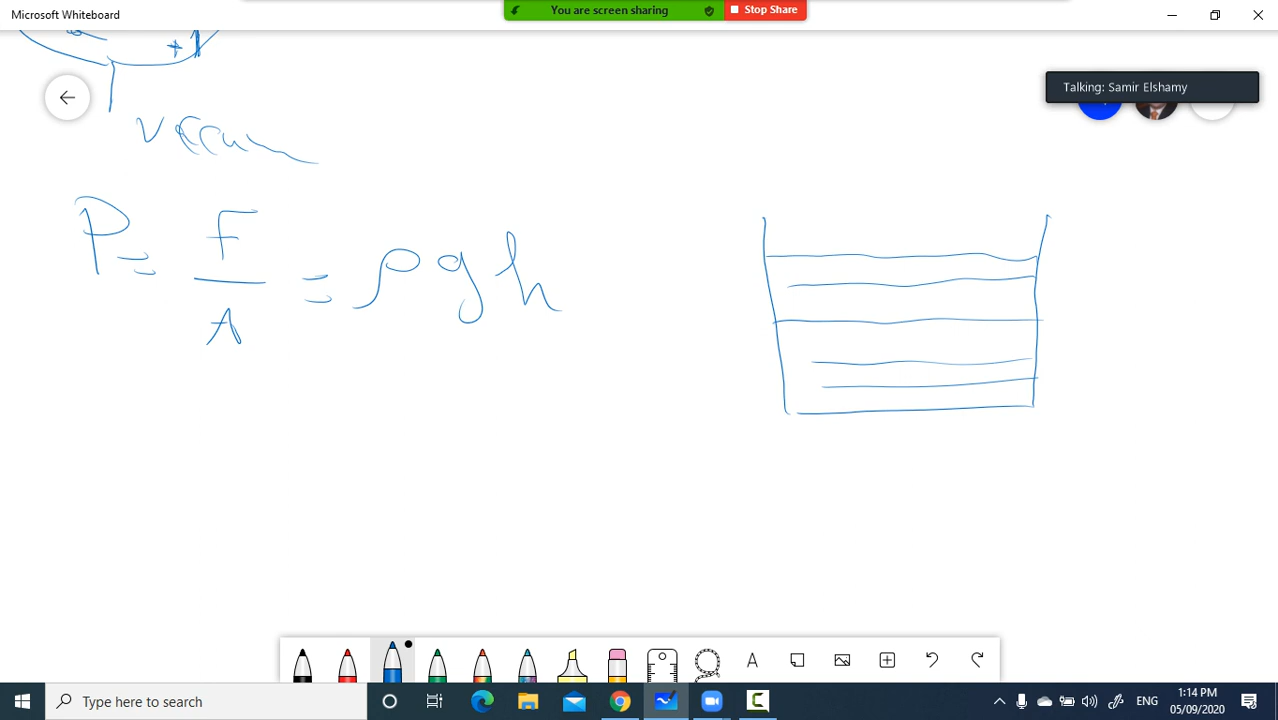 Microsoft Whiteboard
You are screen sharing
Stop Share
Talking: Samir Elshamy
P = F / A = ρgh
A
Type here to search
ENG
1:14 PM
05/09/2020